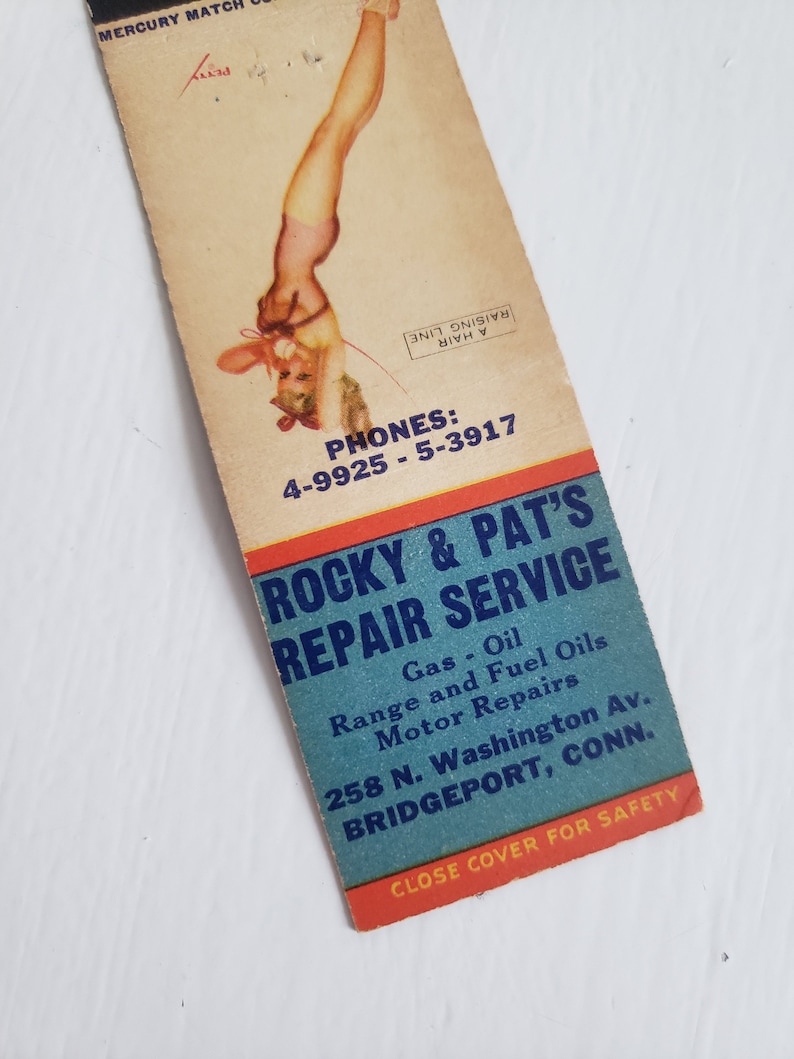 MERCURY MATCH
PETTY
A HAIR
RAISING LINE
PHONES:
4-9925 - 5-3917
ROCKY & PAT'S
REPAIR SERVICE
Gas - Oil
Range and Fuel Oils
Motor Repairs
258 N. Washington Av.
BRIDGEPORT, CONN.
CLOSE COVER FOR SAFETY